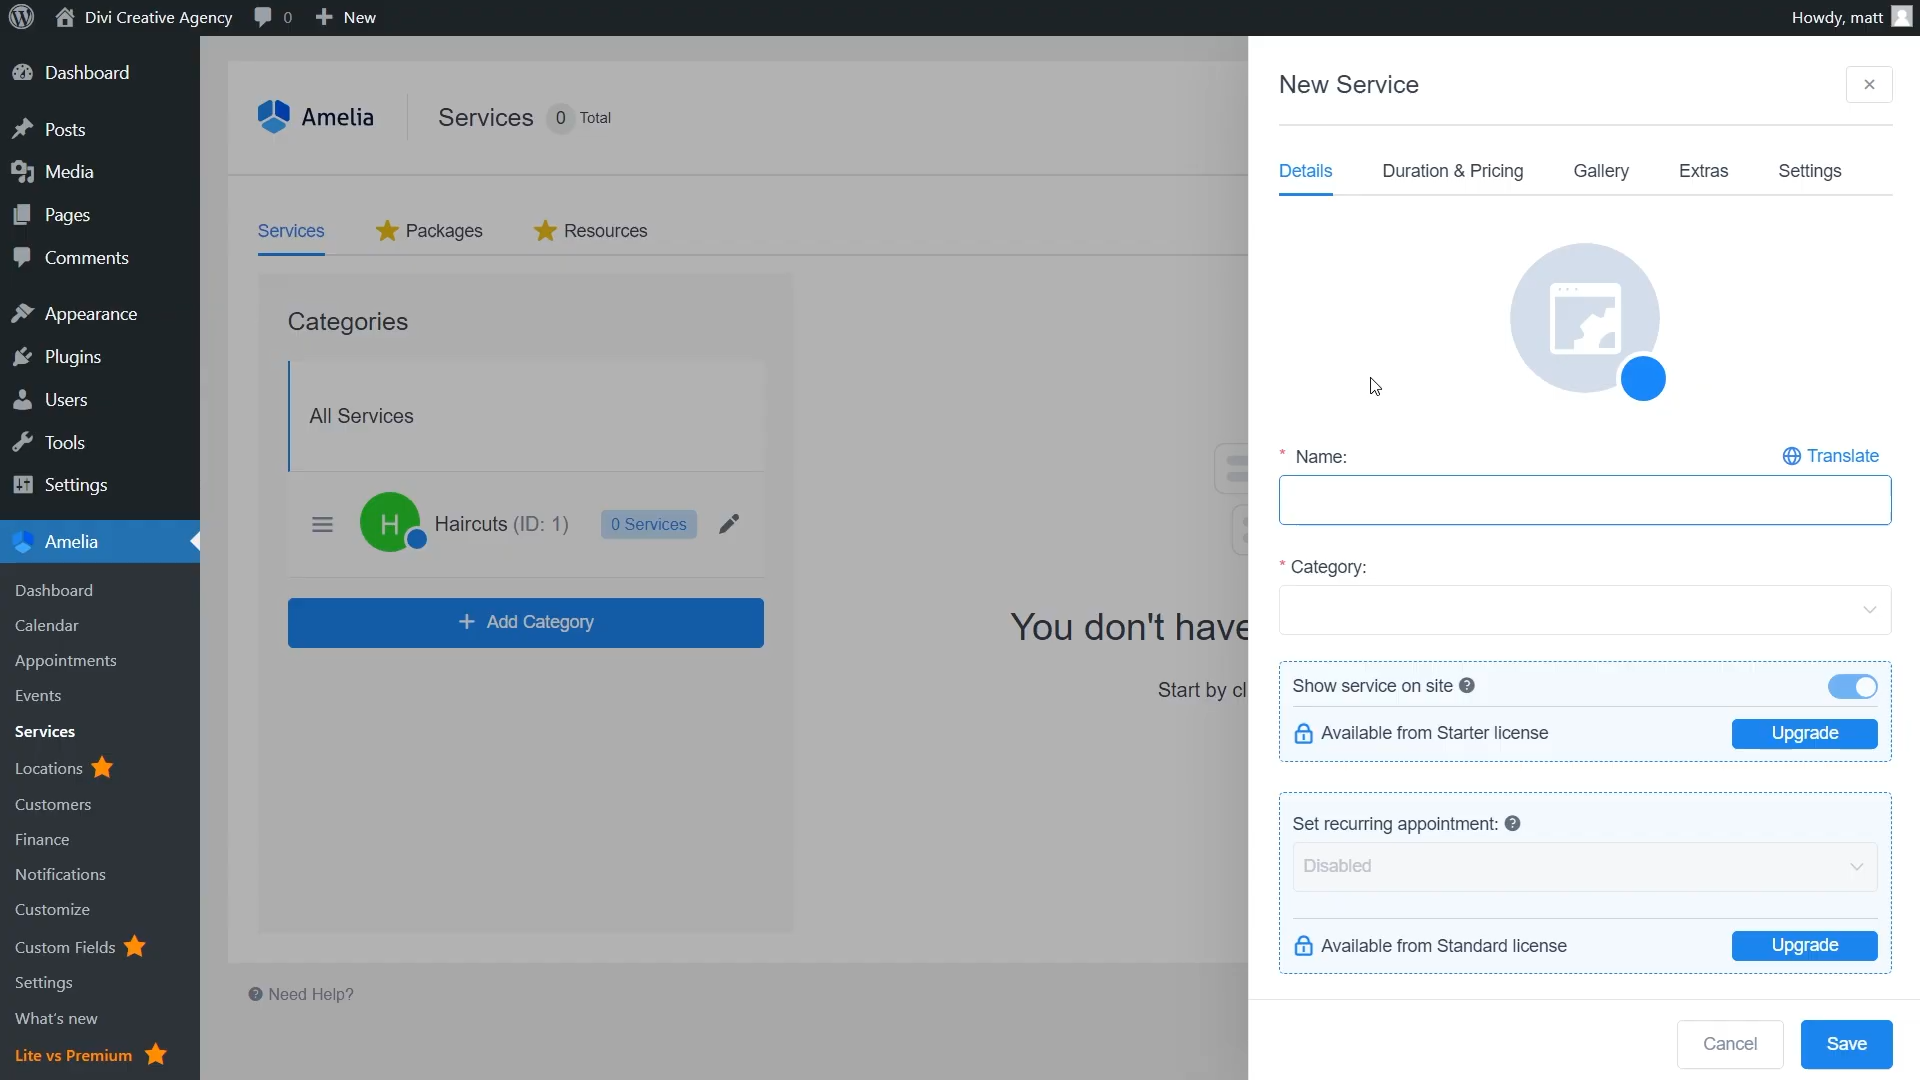 Divi Creative Agency
0
New
Howdy, matt
Dashboard
Posts
Media
Pages
Comments
Appearance
Plugins
Users
Tools
Settings
Amelia
Dashboard
Calendar
Appointments
Events
Services
Locations
Customers
Finance
Notifications
Customize
Custom Fields
Settings
What's new
Lite vs Premium
Amelia
Services 0 Total
Services
Packages
Resources
Categories
All Services
H
Haircuts (ID: 1)
0 Services
+ Add Category
You don't have
Start by cl
Need Help?
New Service
×
Details
Duration & Pricing
Gallery
Extras
Settings
* Name:
Translate
* Category:
Show service on site ?
Available from Starter license
Upgrade
Set recurring appointment: ?
Disabled
Available from Standard license
Upgrade
Cancel
Save